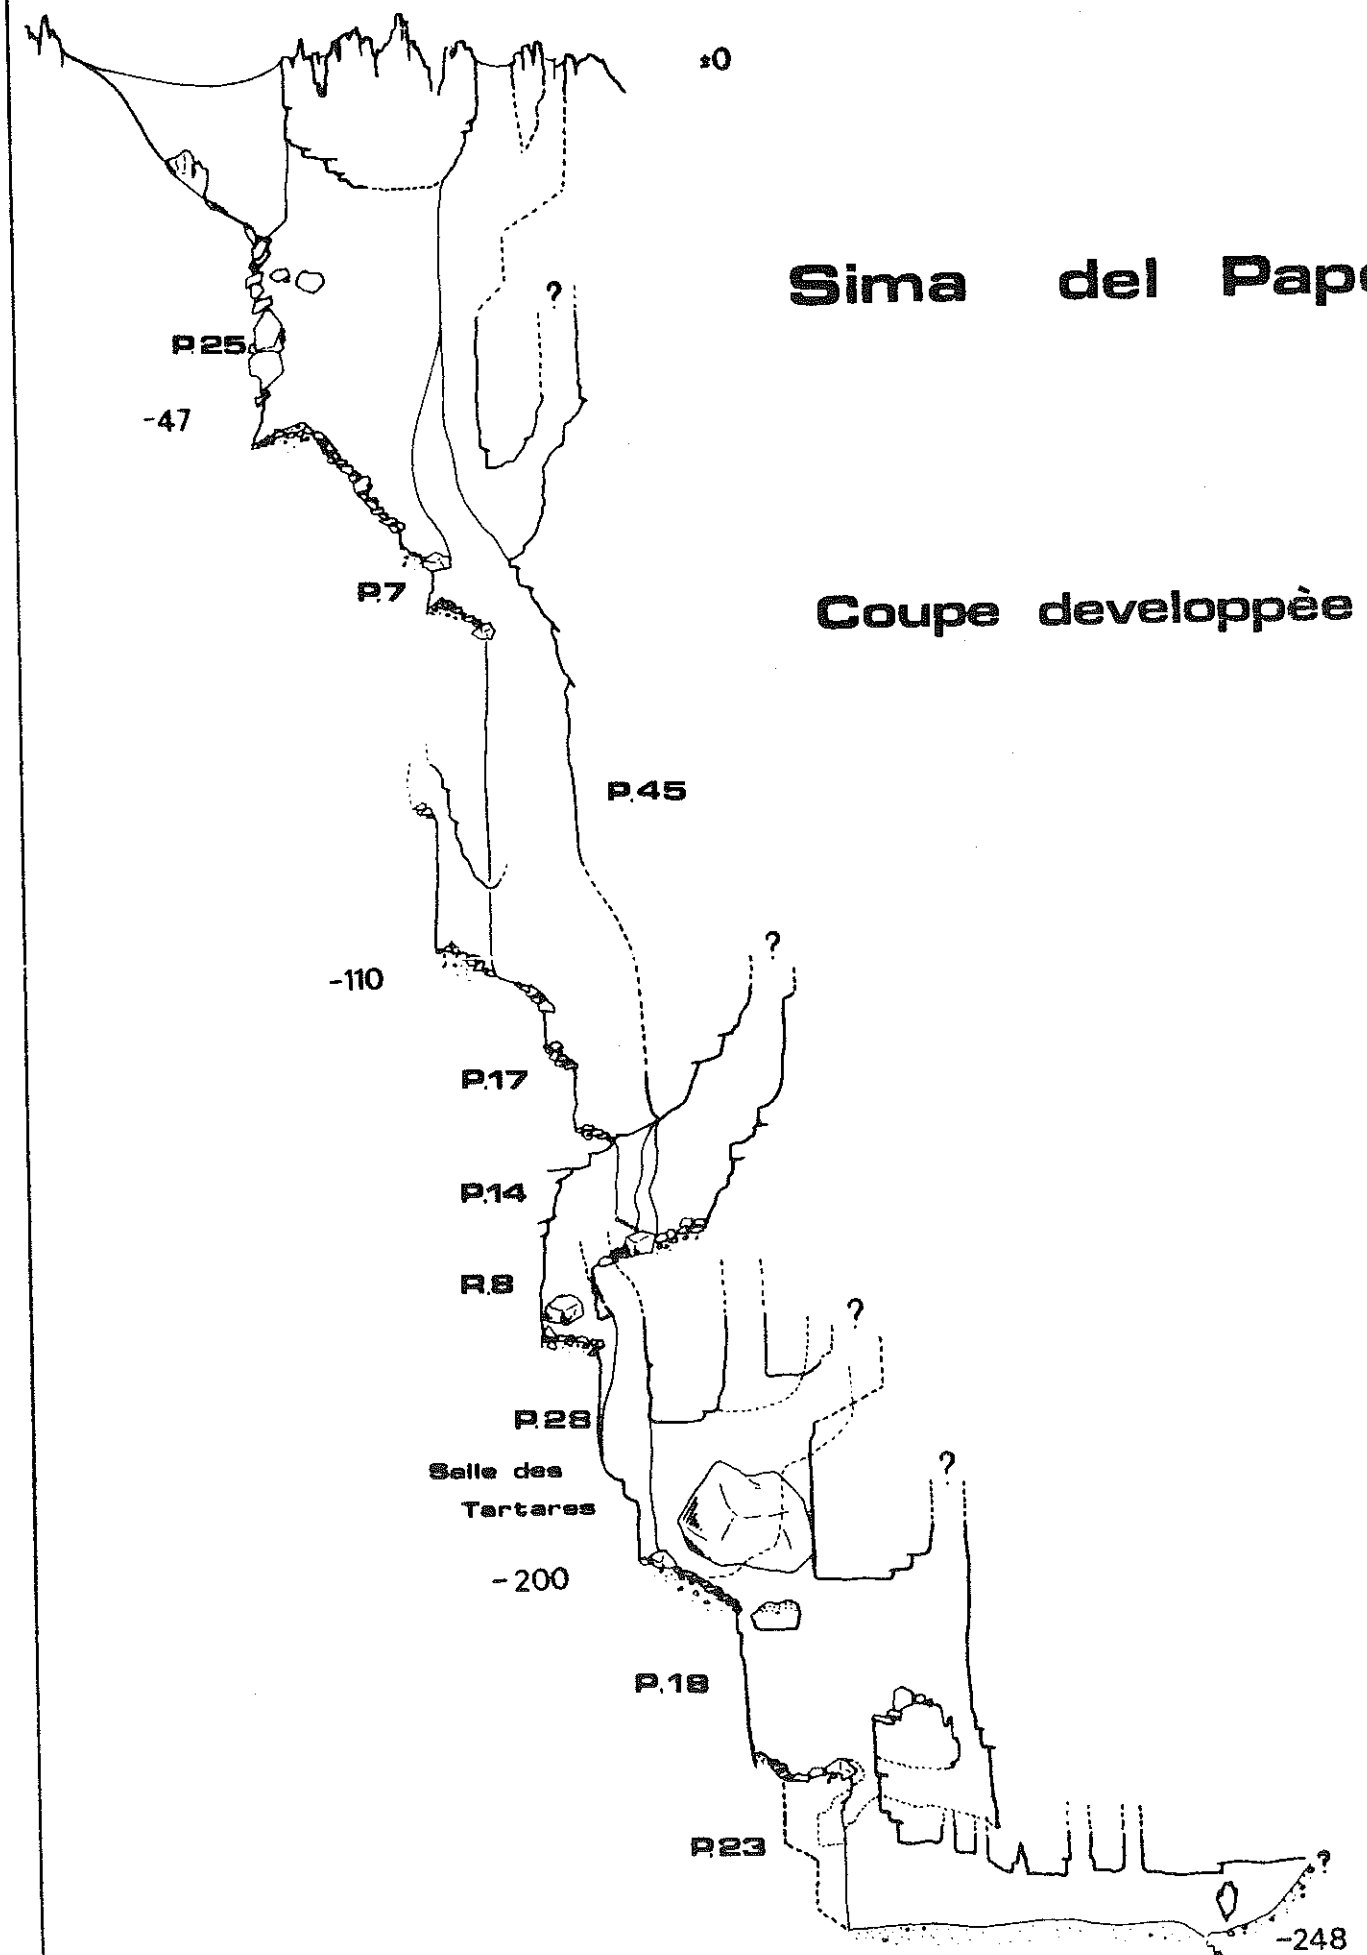 ±0
Sima del
?
P.25
-47
P.7
Coupe developpèe
P.45
?
-110
P.17
P.14
R.8
?
P.28
Salle des
Tartares
?
-200
P.18
P.23
?
-248